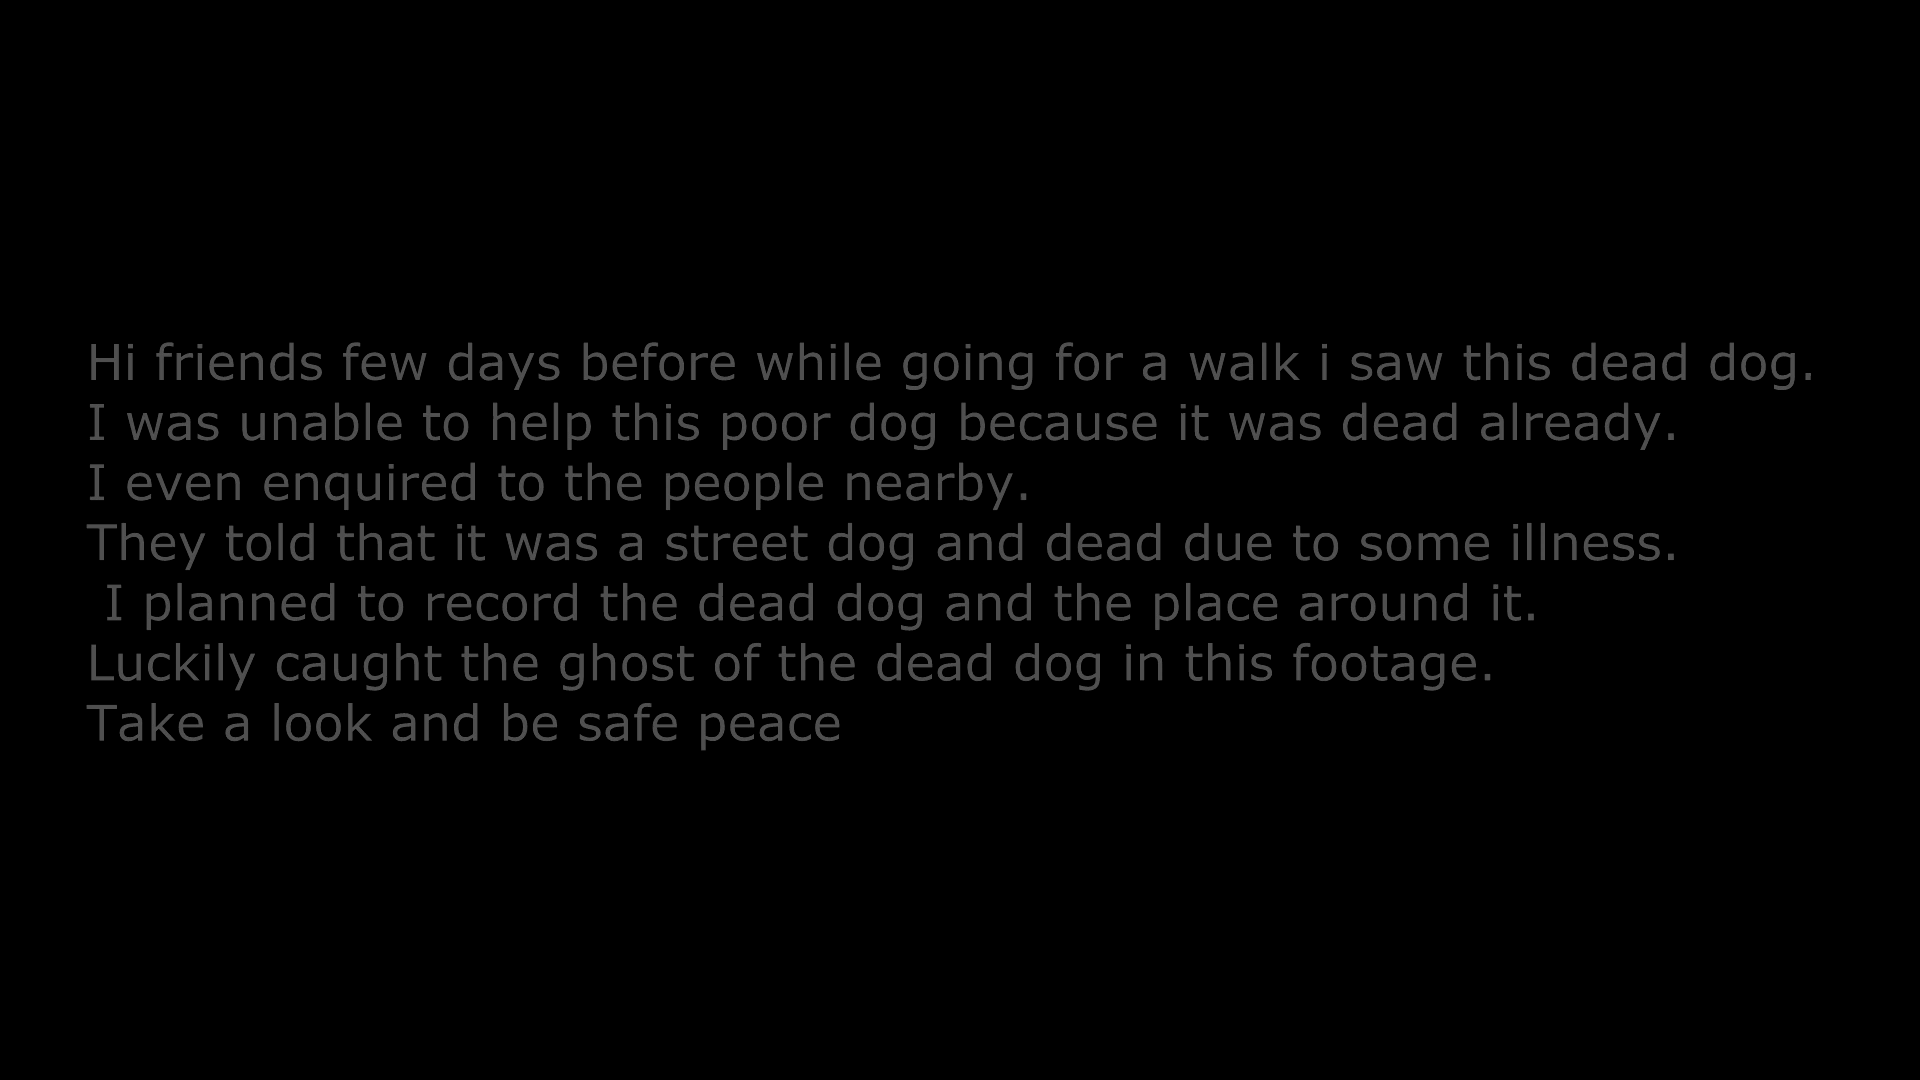 Hi friends few days before while going for a walk i saw this dead dog.
I was unable to help this poor dog because it was dead already.
I even enquired to the people nearby.
They told that it was a street dog and dead due to some illness.
I planned to record the dead dog and the place around it.
Luckily caught the ghost of the dead dog in this footage.
Take a look and be safe peace